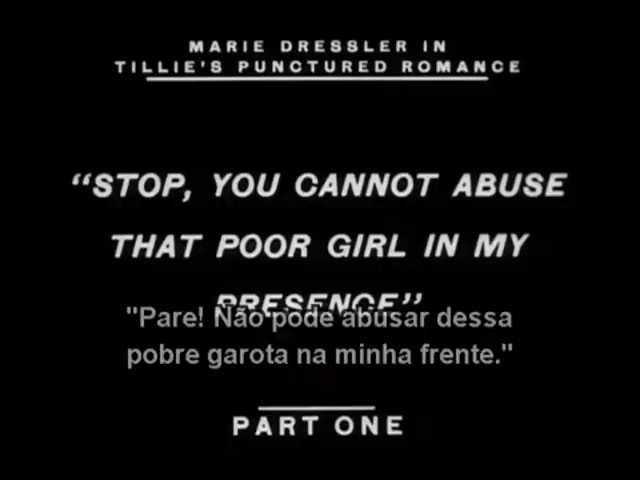 MARIE DRESSLER IN
TILLIE'S PUNCTURED ROMANCE
"STOP, YOU CANNOT ABUSE
THAT POOR GIRL IN MY
PRESENCE"
"Pare! Não pode abusar dessa
pobre garota na minha frente."
PART ONE